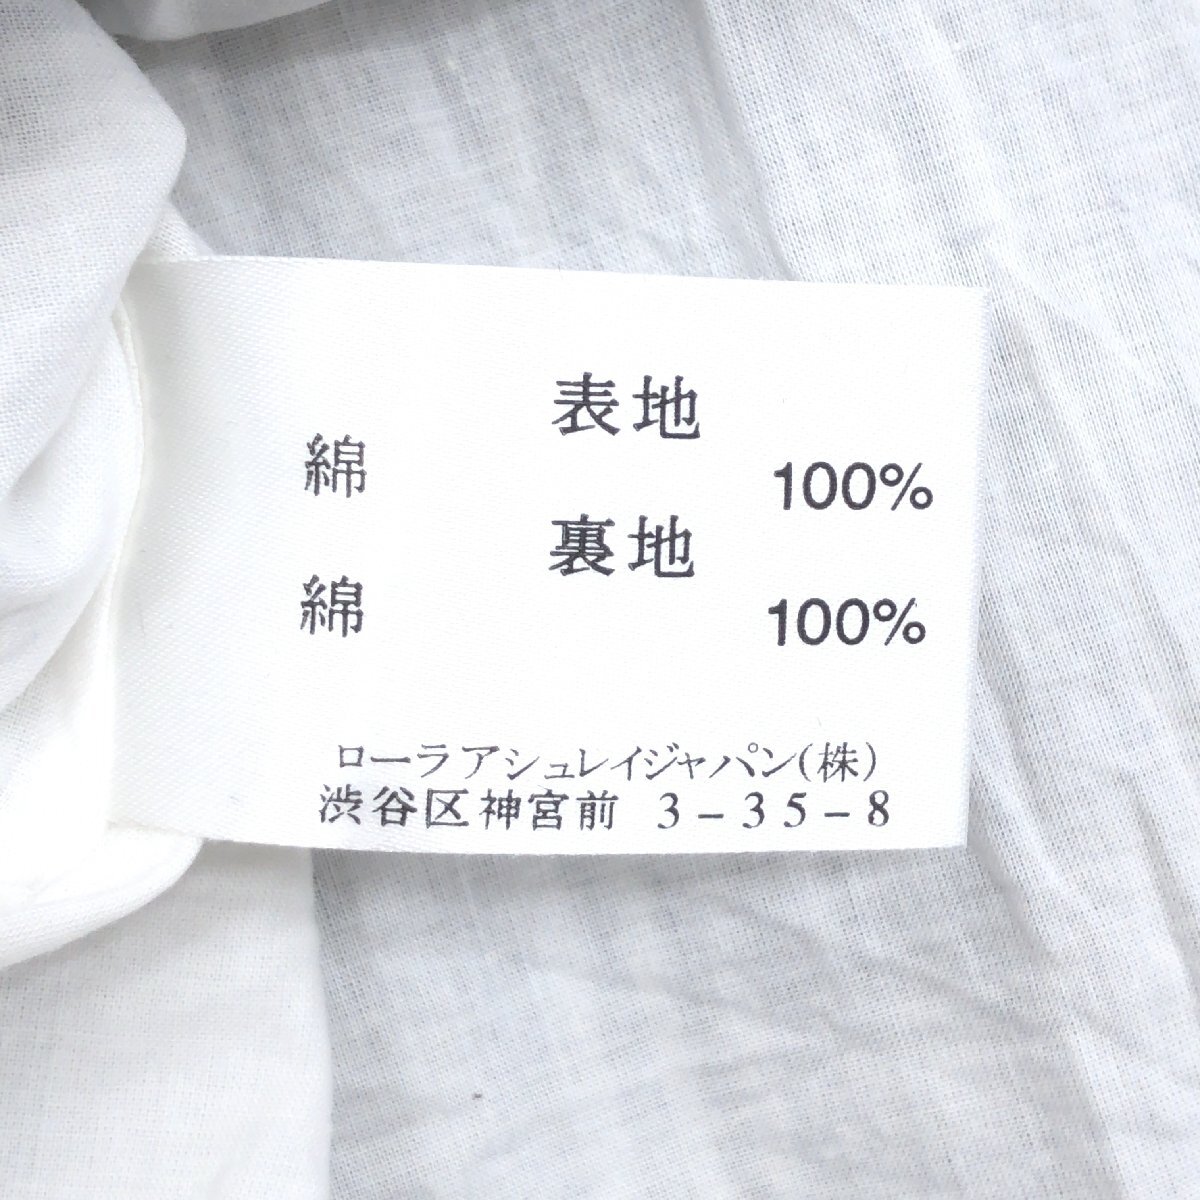 表地
綿 100%
裏地
綿 100%
ローラアシュレイジャパン(株)
渋谷区神宮前 3-35-8